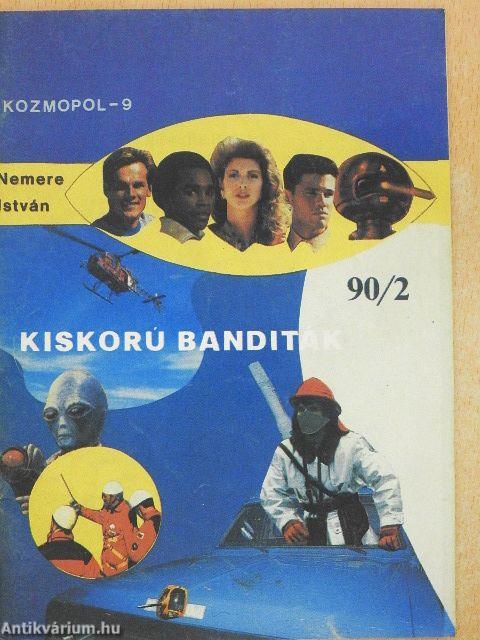 KOZMOPOL-9
Nemere
István
90/2
KISKORÚ BANDITÁK
Antikvárium.hu